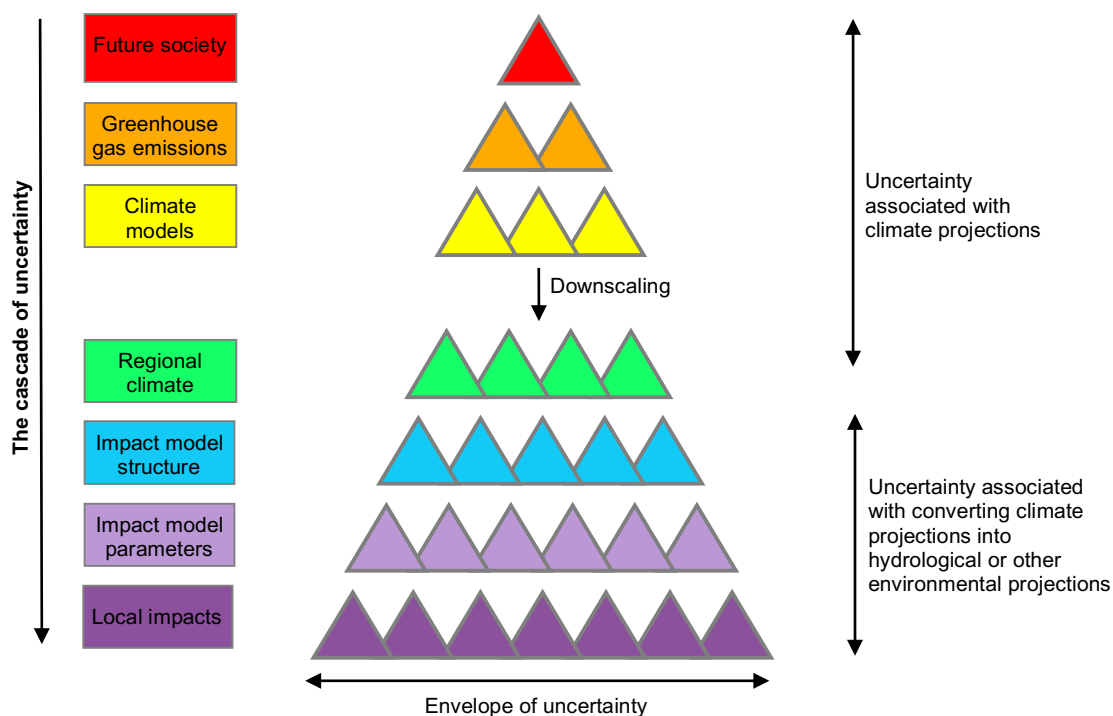 The cascade of uncertainty
Future society
Greenhouse
gas emissions
Climate
models
Downscaling
Regional
climate
Impact model
structure
Impact model
parameters
Local impacts
Uncertainty
associated with
climate projections
Uncertainty associated
with converting climate
projections into
hydrological or other
environmental projections
Envelope of uncertainty